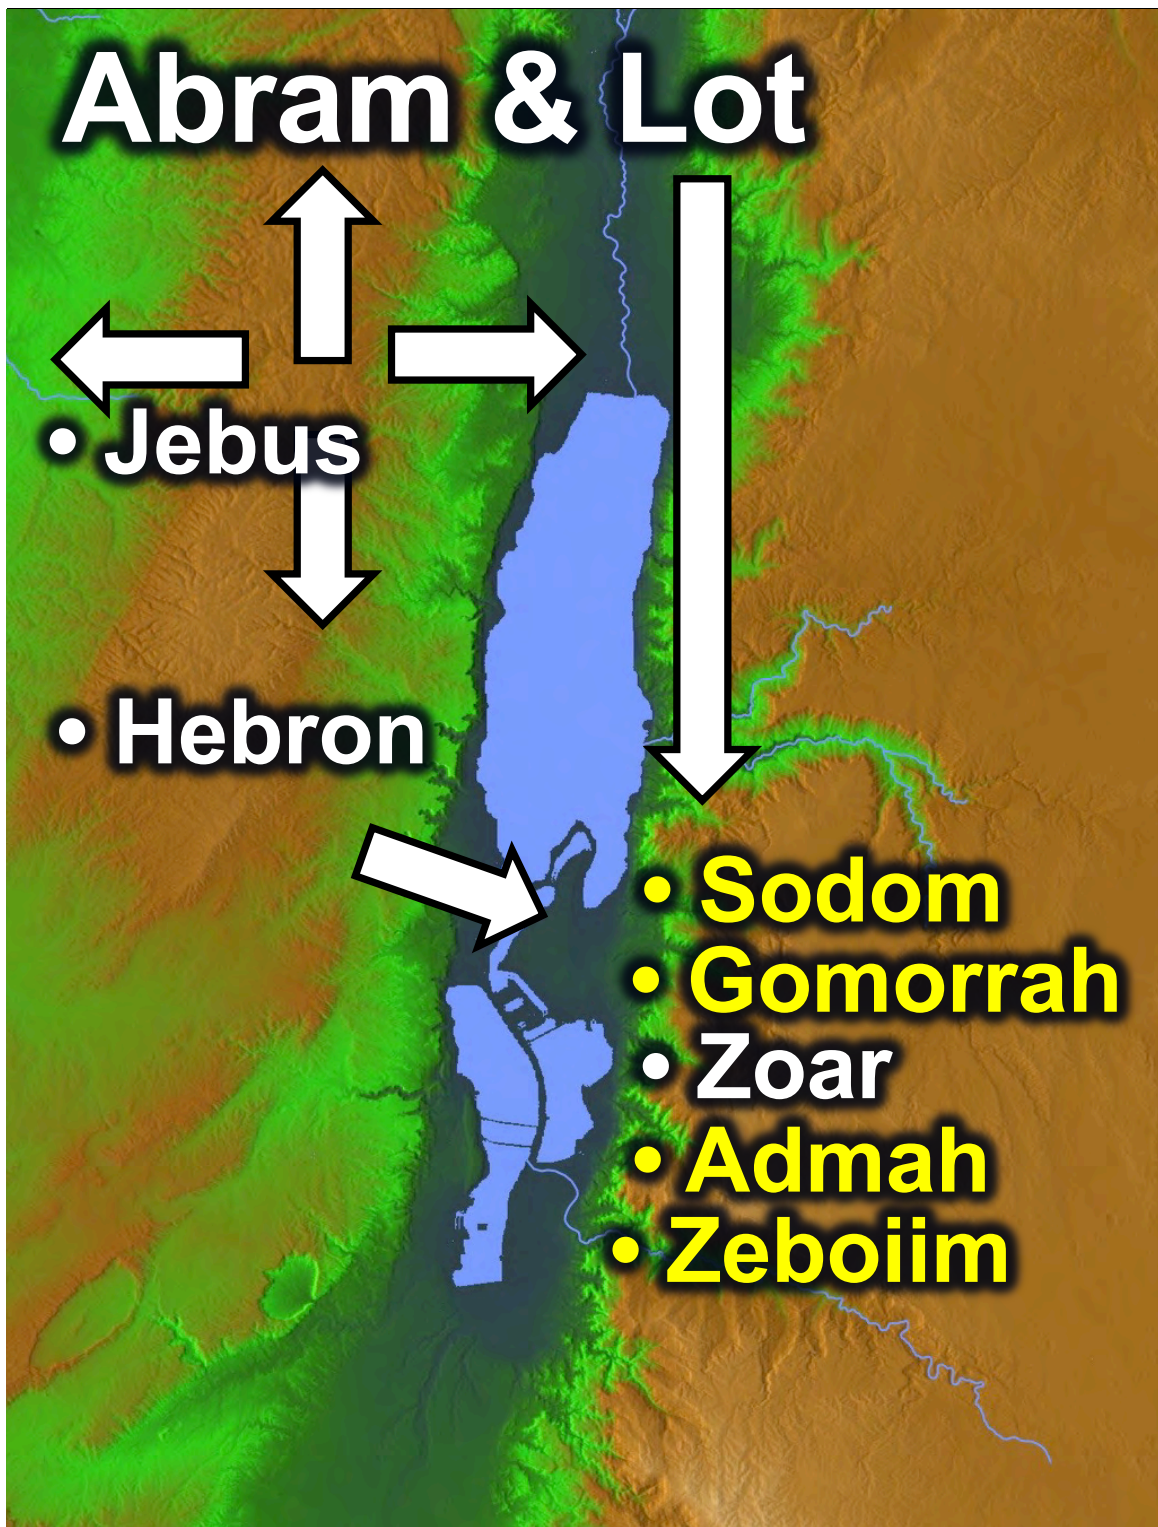 Abram & Lot
• Jebus
• Hebron
• Sodom
• Gomorrah
• Zoar
• Admah
• Zeboiim